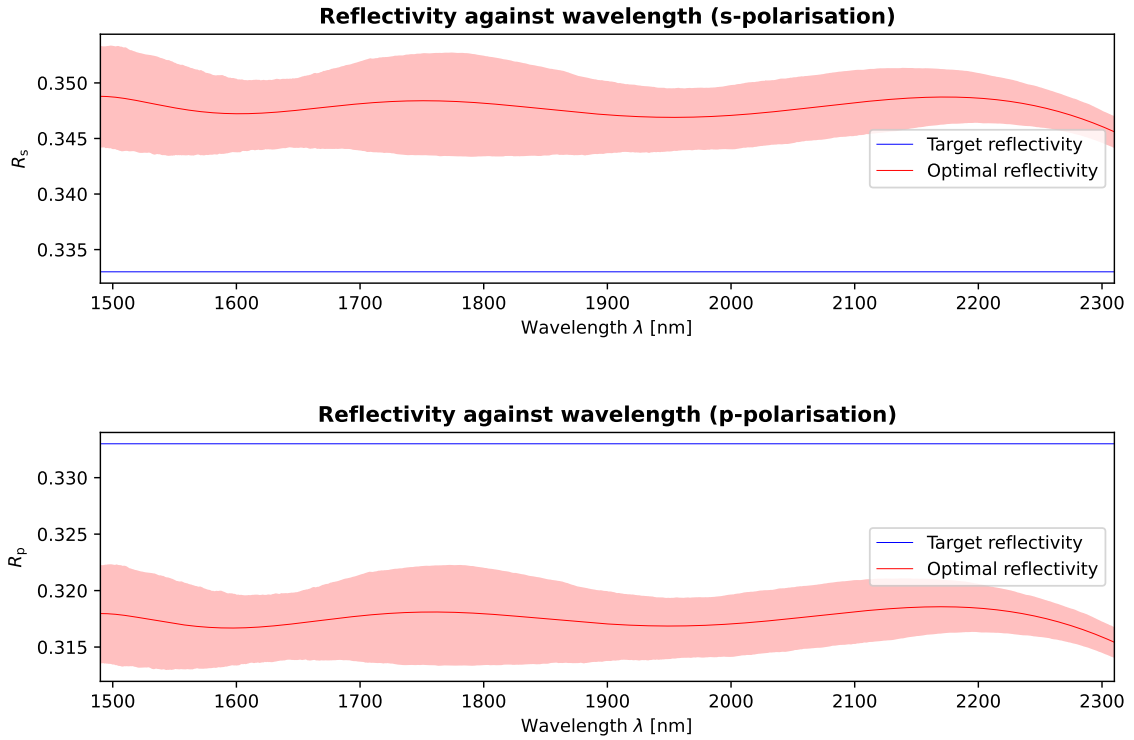 Reflectivity against wavelength (s-polarisation)
0.350
0.345
0.340
0.335
R_s
Target reflectivity
Optimal reflectivity
1500 1600 1700 1800 1900 2000 2100 2200 2300
Wavelength λ [nm]
Reflectivity against wavelength (p-polarisation)
0.330
0.325
0.320
0.315
R_p
Target reflectivity
Optimal reflectivity
1500 1600 1700 1800 1900 2000 2100 2200 2300
Wavelength λ [nm]